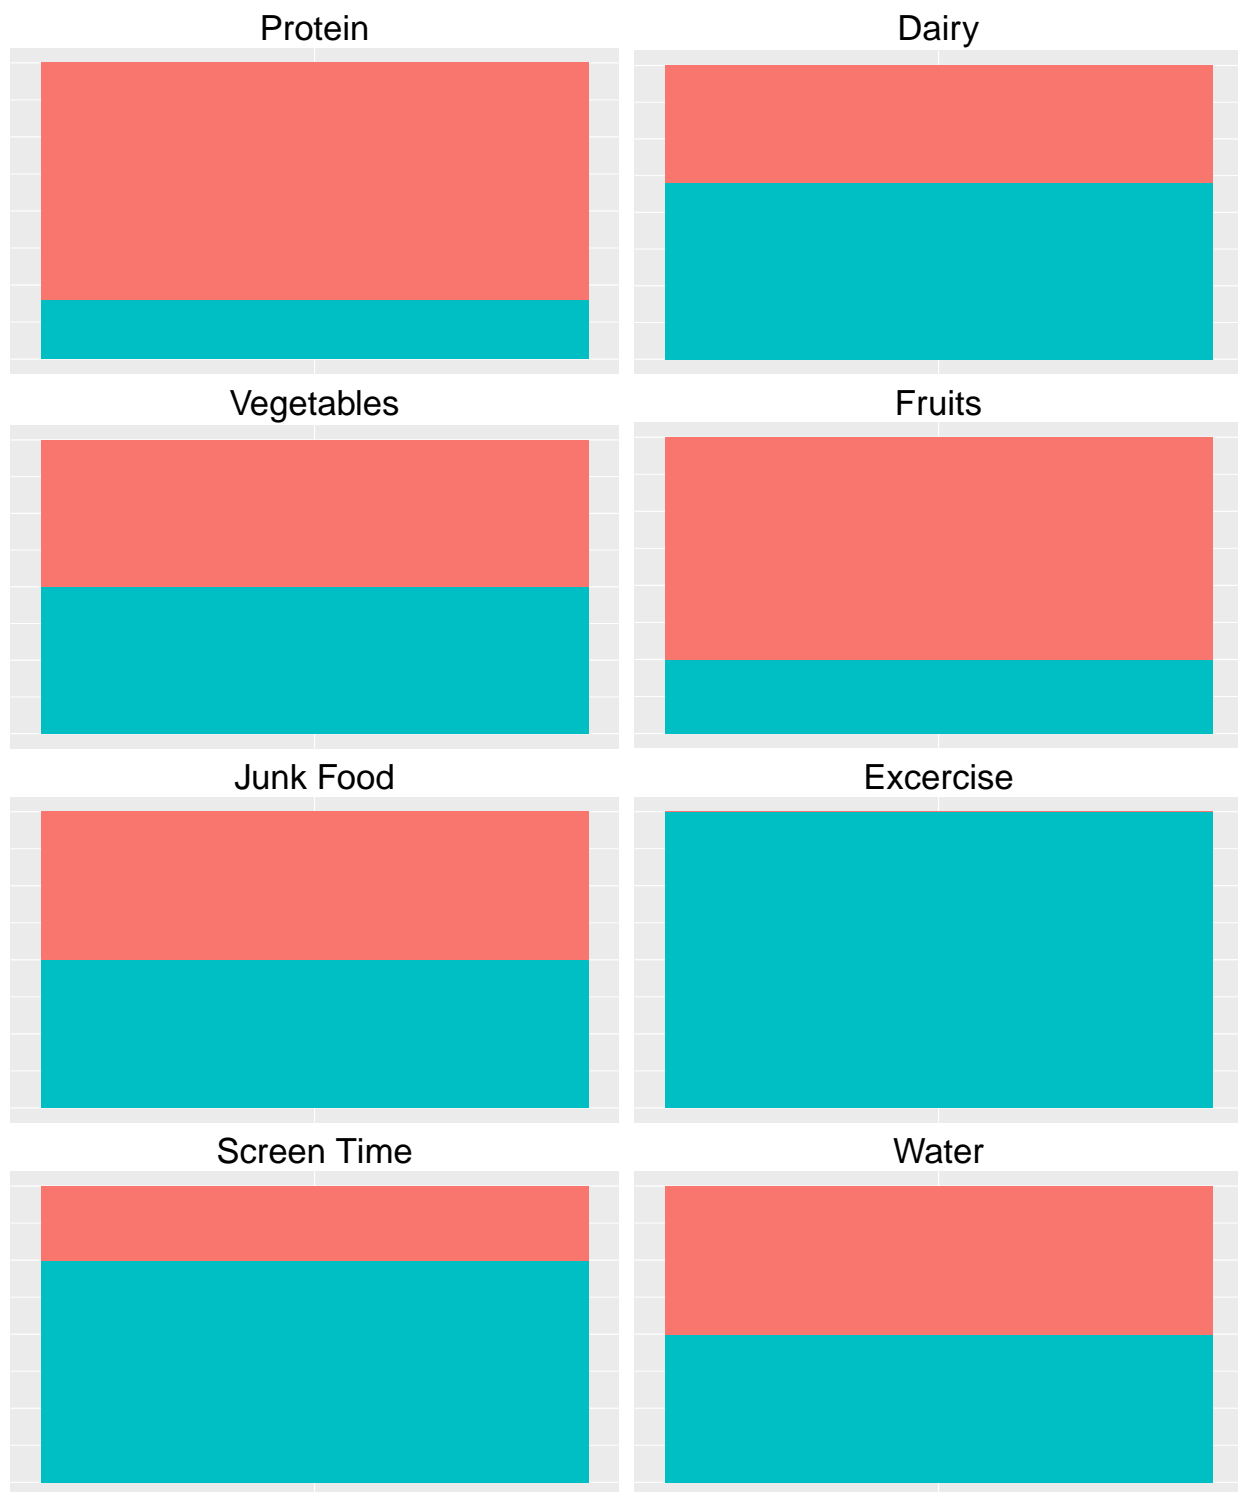 Protein
Dairy
Vegetables
Fruits
Junk Food
Excercise
Screen Time
Water